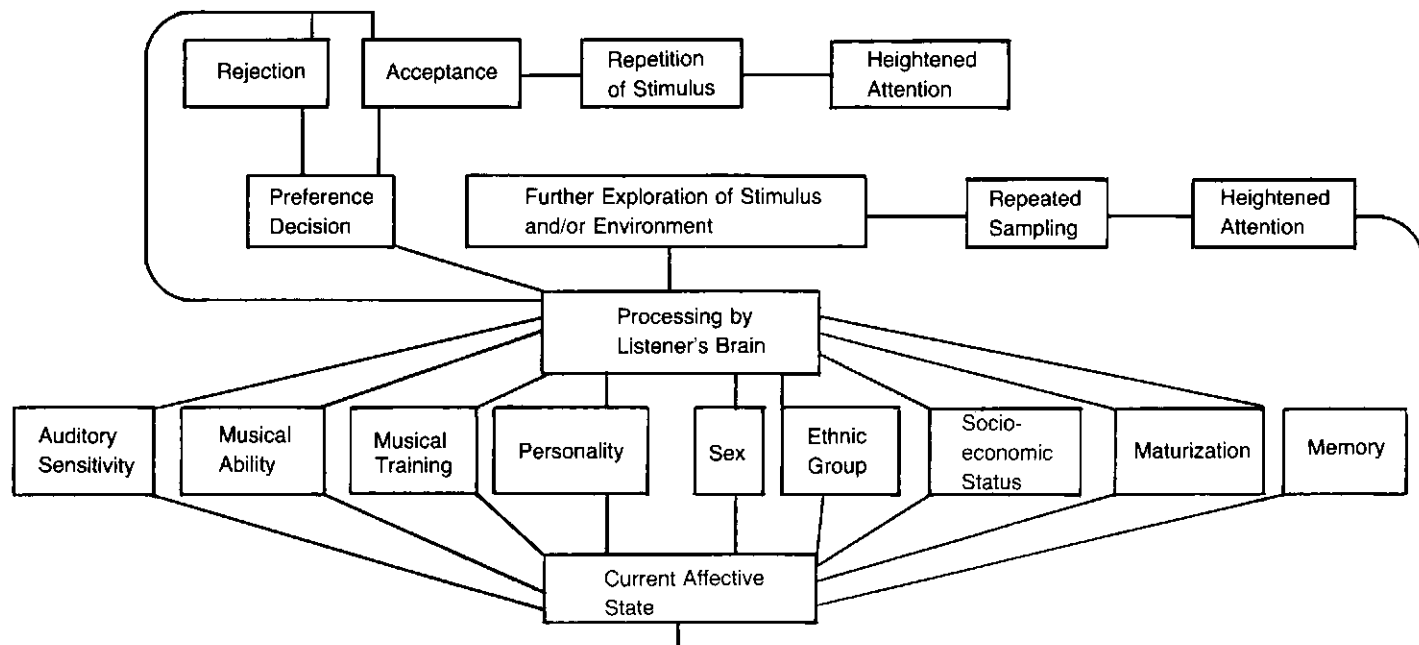 Rejection
Acceptance
Repetition
of Stimulus
Heightened
Attention
Preference
Decision
Further Exploration of Stimulus
and/or Environment
Repeated
Sampling
Heightened
Attention
Processing by
Listener's Brain
Auditory
Sensitivity
Musical
Ability
Musical
Training
Personality
Sex
Ethnic
Group
Socio-
economic
Status
Maturization
Memory
Current Affective
State